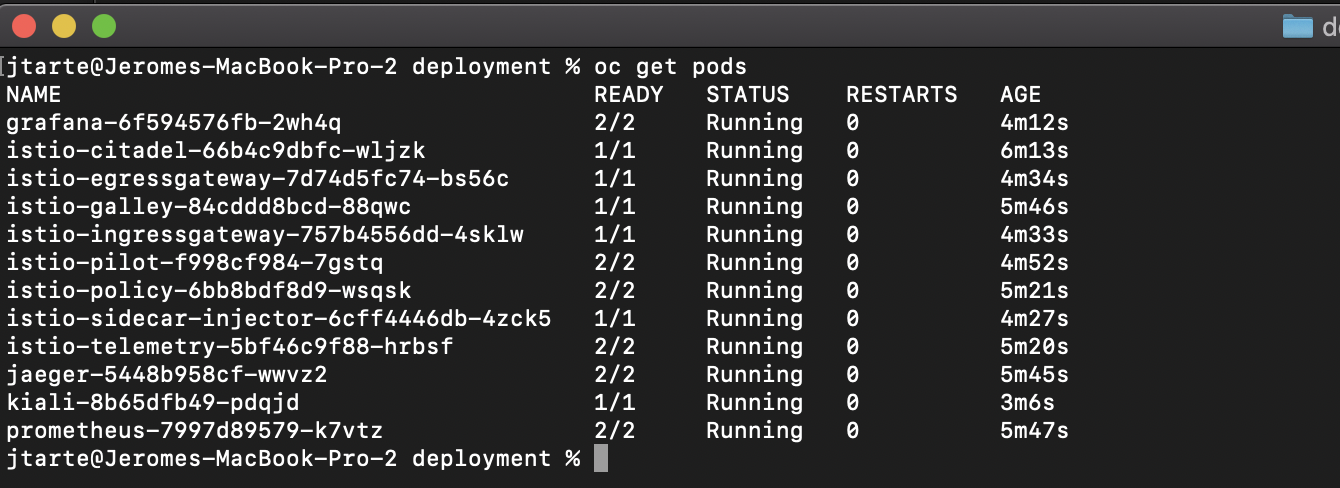 jtarte@Jeromes-MacBook-Pro-2 deployment % oc get pods
NAME READY STATUS RESTARTS AGE
grafana-6f594576fb-2wh4q 2/2 Running 0 4m12s
istio-citadel-66b4c9dbfc-wljzk 1/1 Running 0 6m13s
istio-egressgateway-7d74d5fc74-bs56c 1/1 Running 0 4m34s
istio-galley-84cddd8bcd-88qwc 1/1 Running 0 5m46s
istio-ingressgateway-757b4556dd-4sklw 1/1 Running 0 4m33s
istio-pilot-f998cf984-7gstq 2/2 Running 0 4m52s
istio-policy-6bb8bdf8d9-wsqsk 2/2 Running 0 5m21s
istio-sidecar-injector-6cff4446db-4zck5 1/1 Running 0 4m27s
istio-telemetry-5bf46c9f88-hrbsf 2/2 Running 0 5m20s
jaeger-5448b958cf-wwvz2 2/2 Running 0 5m45s
kiali-8b65dfb49-pdqjd 1/1 Running 0 3m6s
prometheus-7997d89579-k7vtz 2/2 Running 0 5m47s
jtarte@Jeromes-MacBook-Pro-2 deployment %